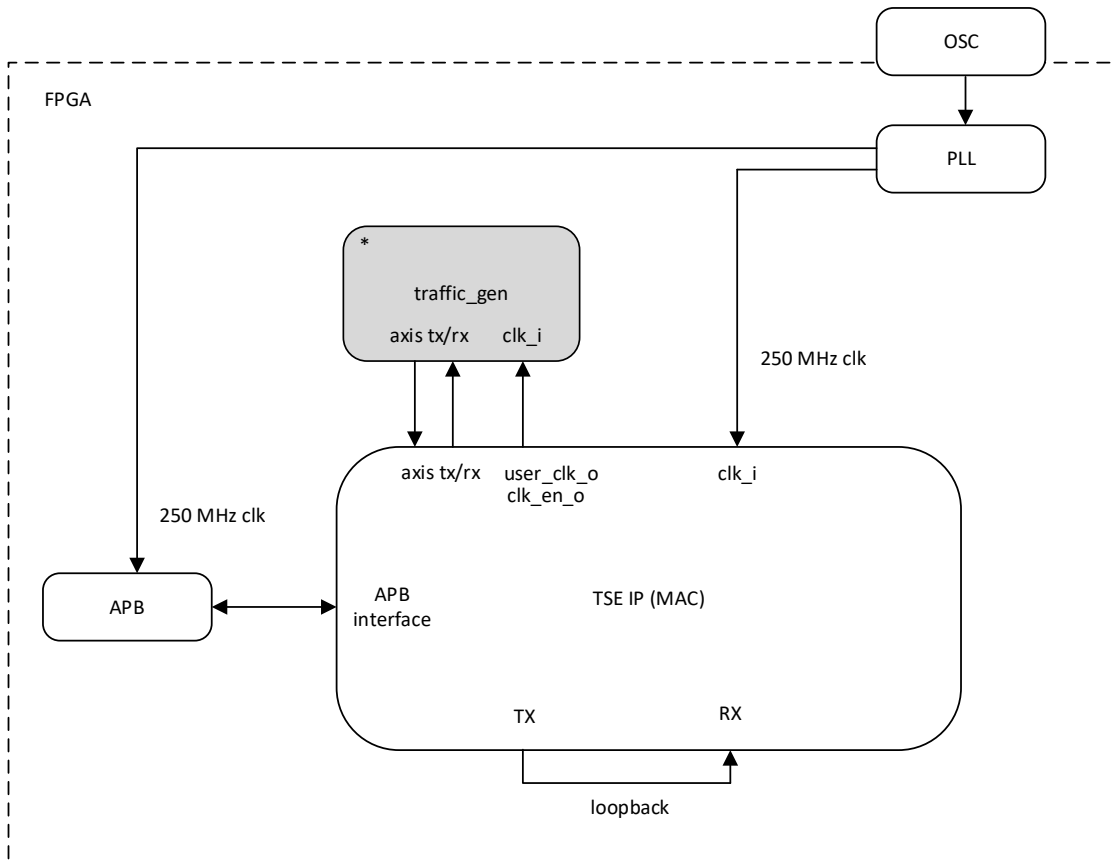 OSC
FPGA
PLL
*
traffic_gen
axis tx/rx clk_i
250 MHz clk
axis tx/rx user_clk_o clk_i
clk_en_o
250 MHz clk
APB
APB
interface
TSE IP (MAC)
TX RX
loopback